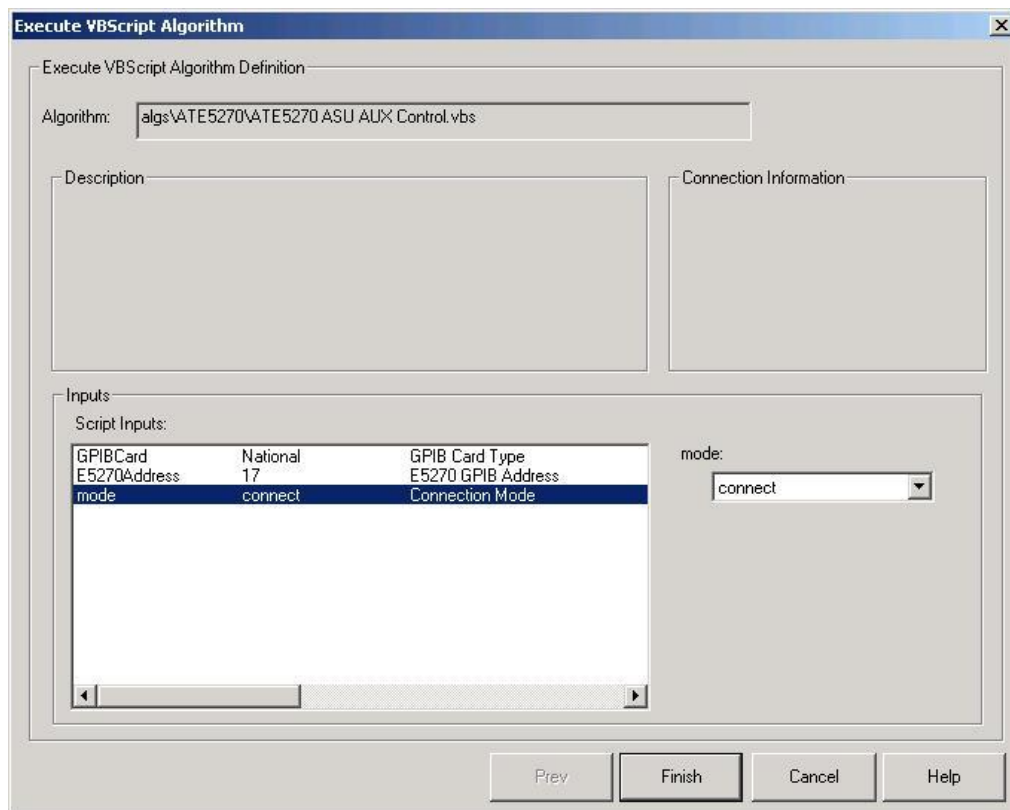 Execute VBScript Algorithm
Execute VBScript Algorithm Definition
Algorithm: algs\ATE5270\ATE5270 ASU AUX Control.vbs
Description
Connection Information
Inputs
Script Inputs:
GPIBCard National GPIB Card Type
E5270Address 17 E5270 GPIB Address
mode connect Connection Mode
mode:
connect
Prev Finish Cancel Help